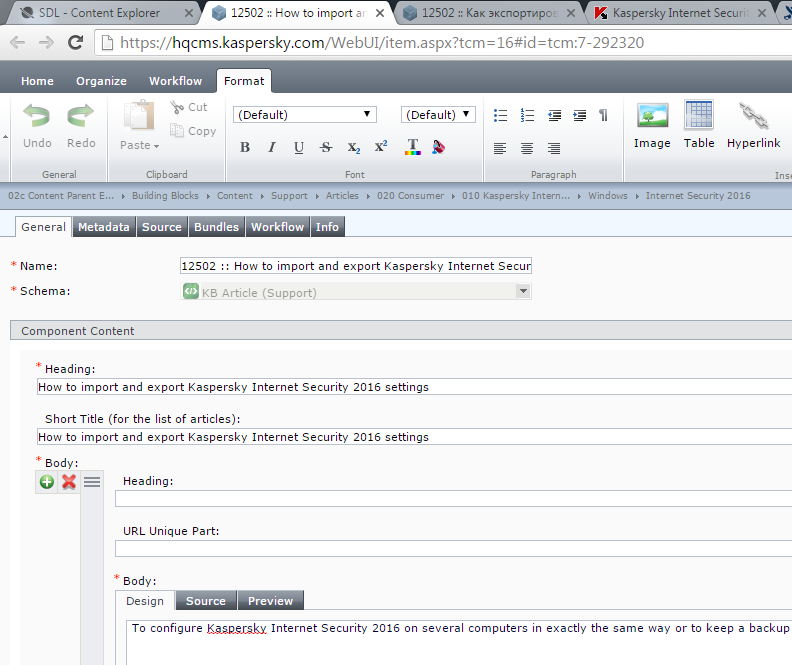 SDL - Content Explorer × 12502 :: How to import ar × 12502 :: Как экспортиров × Kaspersky Internet Securit ×
https://hqcms.kaspersky.com/WebUI/item.aspx?tcm=16#id=tcm:7-292320
Home Organize Workflow Format
Undo Redo Paste Cut Copy (Default) (Default) Image Table Hyperlink
B I U S X₂ X² T ¶
General Clipboard Font Paragraph Inse
02c Content Parent E... Building Blocks Content Support Articles 020 Consumer 010 Kaspersky Intern... Windows Internet Security 2016
General Metadata Source Bundles Workflow Info
* Name: 12502 :: How to import and export Kaspersky Internet Secur
* Schema: KB Article (Support)
Component Content
* Heading:
How to import and export Kaspersky Internet Security 2016 settings
Short Title (for the list of articles):
How to import and export Kaspersky Internet Security 2016 settings
* Body:
Heading:
URL Unique Part:
* Body:
Design Source Preview
To configure Kaspersky Internet Security 2016 on several computers in exactly the same way or to keep a backup